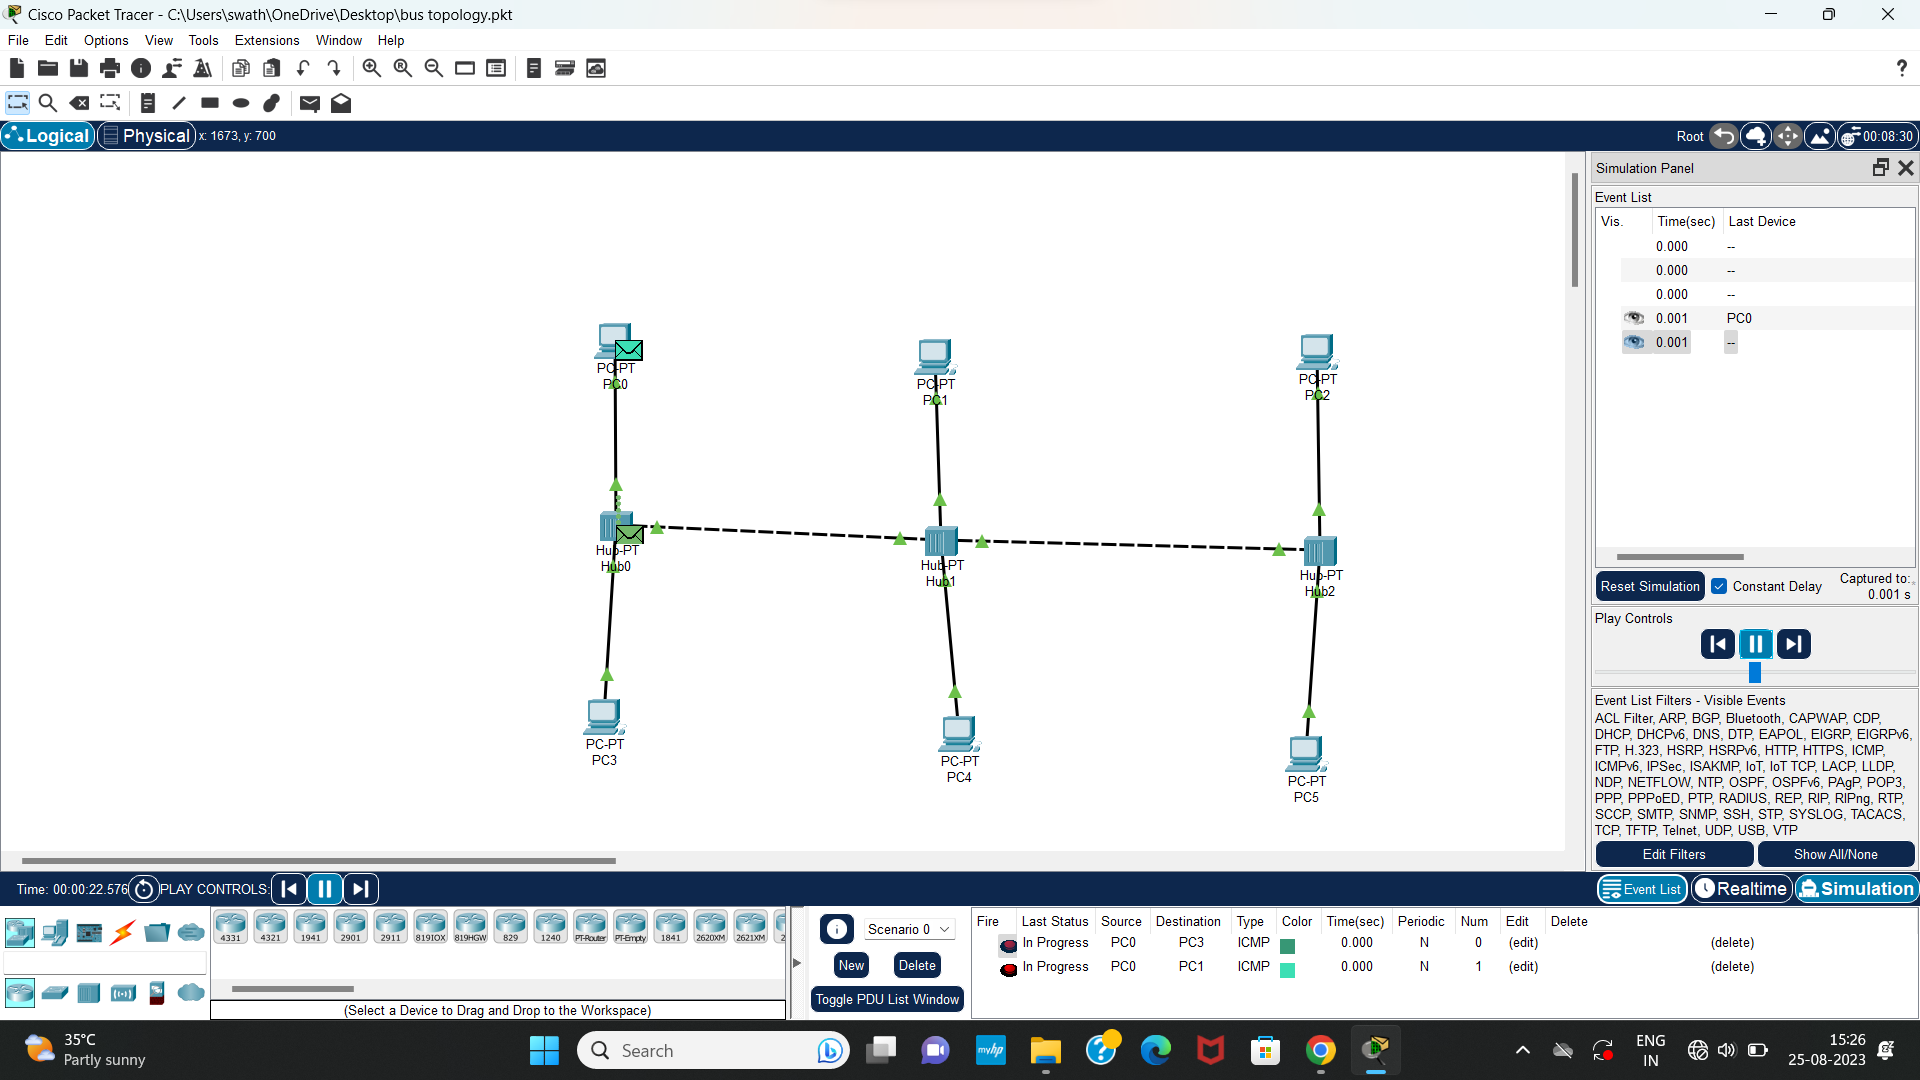 Cisco Packet Tracer - C:\Users\swath\OneDrive\Desktop\bus topology.pkt
File Edit Options View Tools Extensions Window Help
?
Logical Physical x: 1673, y: 700 Root 00:08:30
Simulation Panel
Event List
Vis. Time(sec) Last Device
0.000 --
0.000 --
0.000 --
0.001 PC0
0.001 --
PC-PT
PC0
PC-PT
PC1
PC-PT
PC2
Hub-PT
Hub0
Hub-PT
Hub1
Hub-PT
Hub2
PC-PT
PC3
PC-PT
PC4
PC-PT
PC5
Reset Simulation Constant Delay Captured to:
0.001 s
Play Controls
Event List Filters - Visible Events
ACL Filter, ARP, BGP, Bluetooth, CAPWAP, CDP,
DHCP, DHCPv6, DNS, DTP, EAPOL, EIGRP, EIGRPv6,
FTP, H.323, HSRP, HSRPv6, HTTP, HTTPS, ICMP,
ICMPv6, IPSec, ISAKMP, IoT, IoT TCP, LACP, LLDP,
NDP, NETFLOW, NTP, OSPF, OSPFv6, PAgP, POP3,
PPP, PPPoED, PTP, RADIUS, REP, RIP, RIPng, RTP,
SCCP, SMTP, SNMP, SSH, STP, SYSLOG, TACACS,
TCP, TFTP, Telnet, UDP, USB, VTP
Edit Filters Show All/None
Time: 00:00:22.576 PLAY CONTROLS: Event List Realtime Simulation
4331 4321 1941 2901 2911 819IOX 819HGW 829 1240 PT-Router PT-Empty 1841 2620XM 2621XM 2
(Select a Device to Drag and Drop to the Workspace)
Scenario 0
New Delete
Toggle PDU List Window
Fire Last Status Source Destination Type Color Time(sec) Periodic Num Edit Delete
In Progress PC0 PC3 ICMP 0.000 N 0 (edit) (delete)
In Progress PC0 PC1 ICMP 0.000 N 1 (edit) (delete)
35°C
Partly sunny
Search
myhp
ENG
IN
15:26
25-08-2023